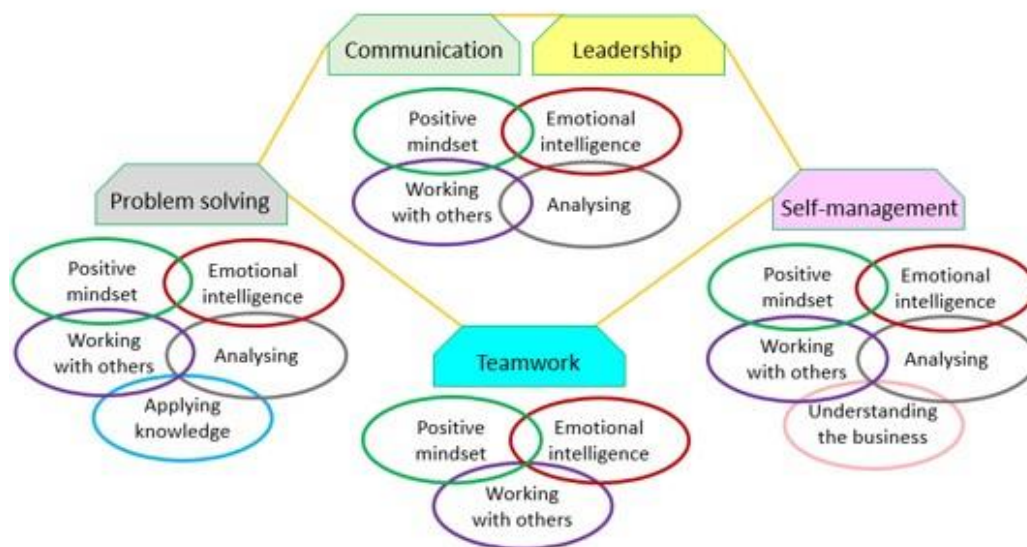 Communication
Leadership
Positive
mindset
Emotional
intelligence
Working
with others
Analysing
Problem solving
Positive
mindset
Emotional
intelligence
Working
with others
Analysing
Applying
knowledge
Self-management
Positive
mindset
Emotional
intelligence
Working
with others
Analysing
Understanding
the business
Teamwork
Positive
mindset
Emotional
intelligence
Working
with others